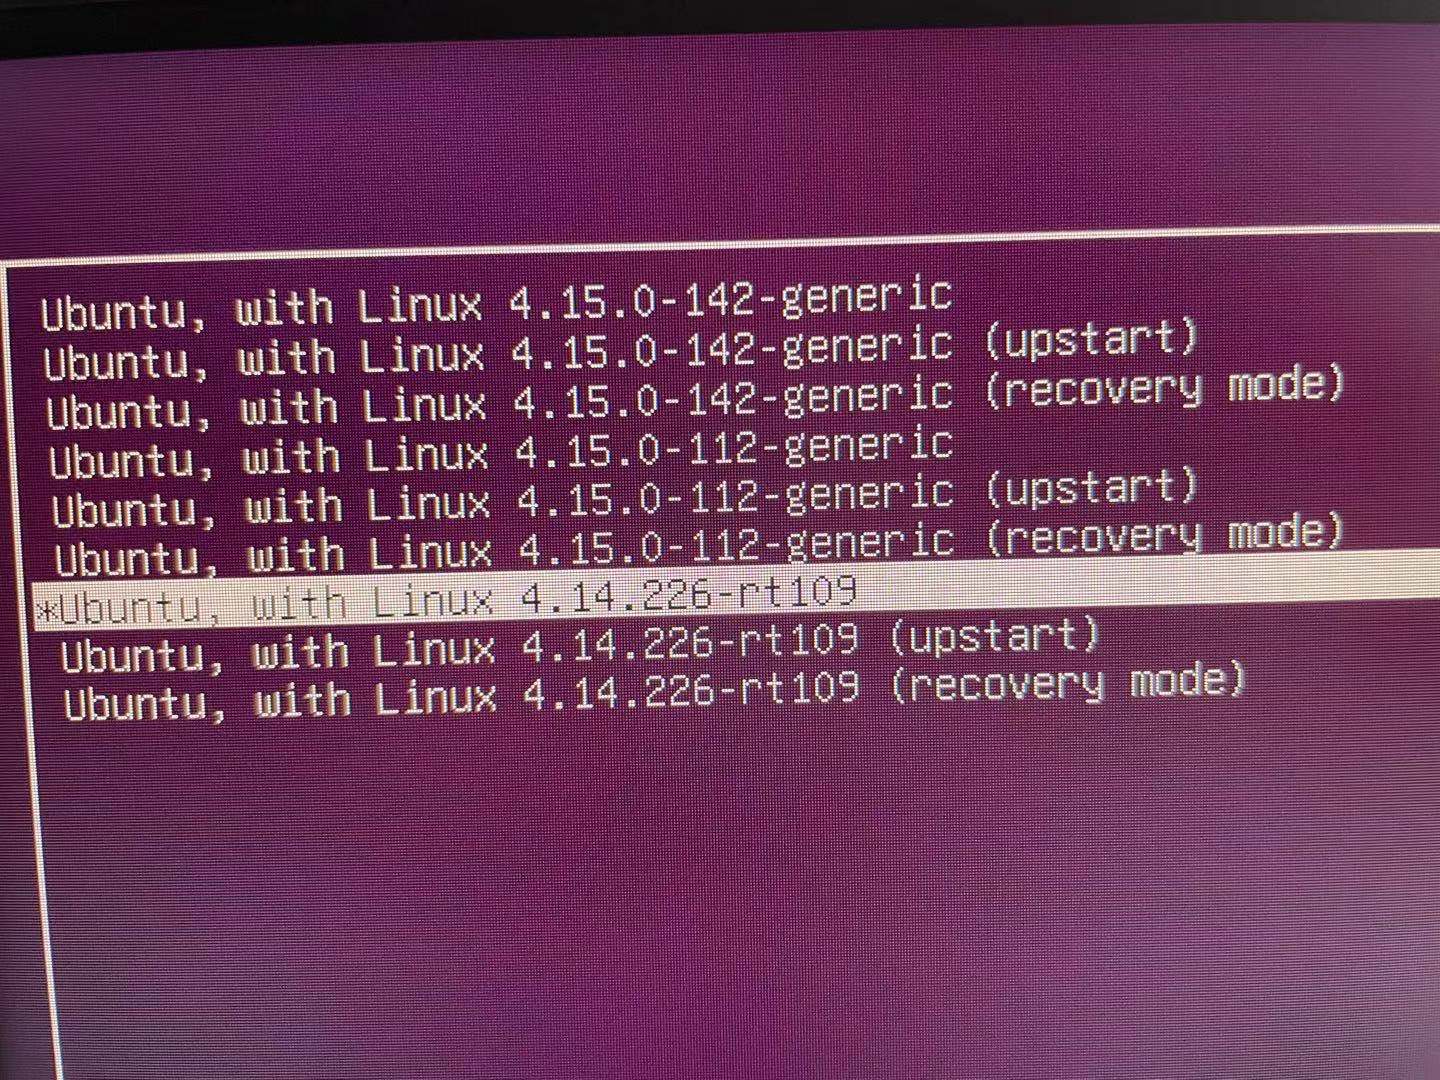 Ubuntu, with Linux 4.15.0-142-generic
Ubuntu, with Linux 4.15.0-142-generic (upstart)
Ubuntu, with Linux 4.15.0-142-generic (recovery mode)
Ubuntu, with Linux 4.15.0-112-generic
Ubuntu, with Linux 4.15.0-112-generic (upstart)
Ubuntu, with Linux 4.15.0-112-generic (recovery mode)
*Ubuntu, with Linux 4.14.226-rt109
Ubuntu, with Linux 4.14.226-rt109 (upstart)
Ubuntu, with Linux 4.14.226-rt109 (recovery mode)